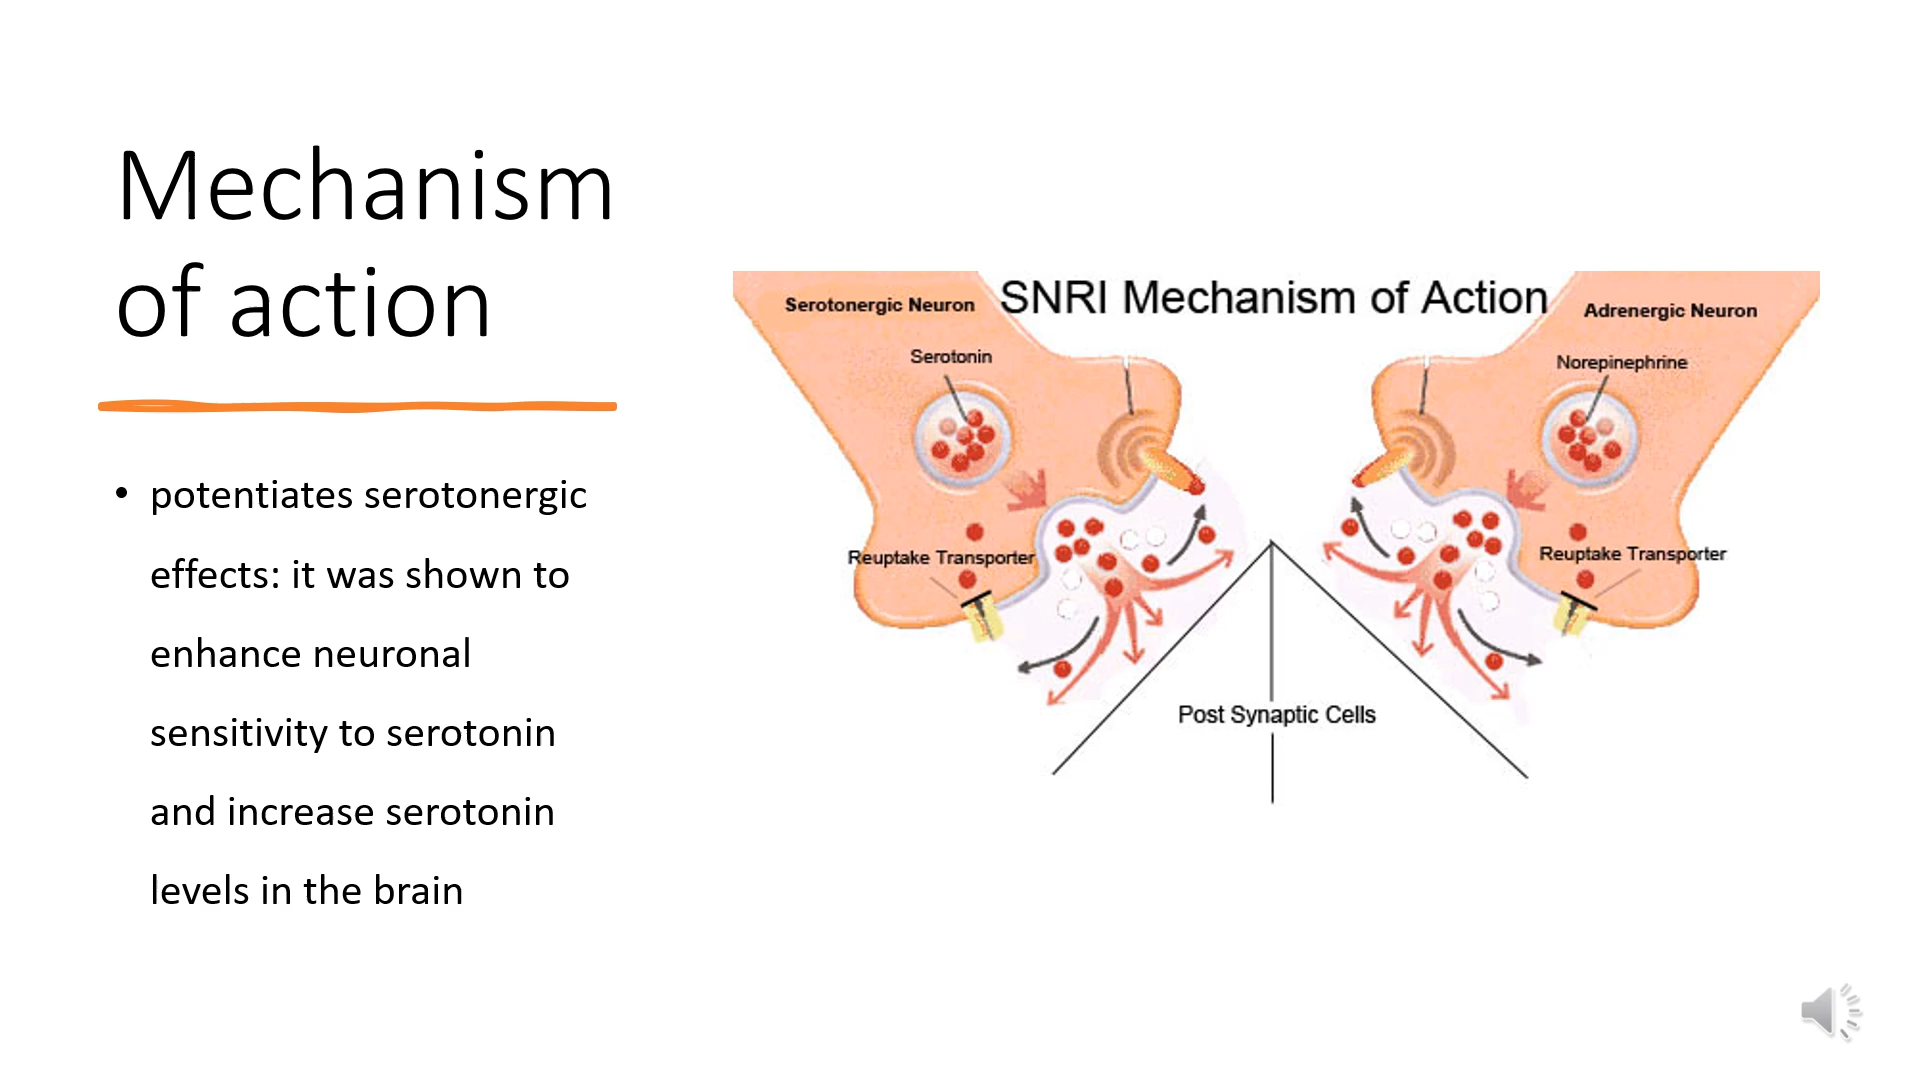 Mechanism
of action
• potentiates serotonergic
effects: it was shown to
enhance neuronal
sensitivity to serotonin
and increase serotonin
levels in the brain
SNRI Mechanism of Action
Serotonergic Neuron
Adrenergic Neuron
Serotonin
Norepinephrine
Reuptake Transporter
Reuptake Transporter
Post Synaptic Cells